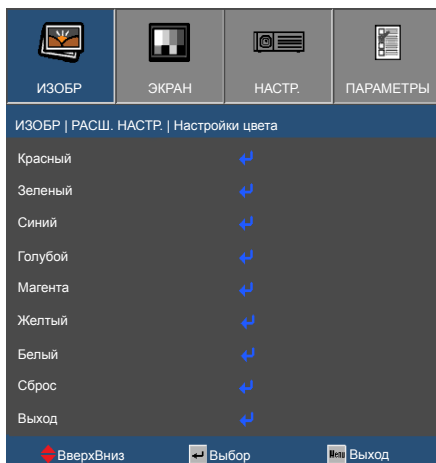 ИЗОБР ЭКРАН НАСТР. ПАРАМЕТРЫ
ИЗОБР | РАСШ. НАСТР. | Настройки цвета
Красный
Зеленый
Синий
Голубой
Магента
Желтый
Белый
Сброс
Выход
ВверхВниз Выбор Menu Выход